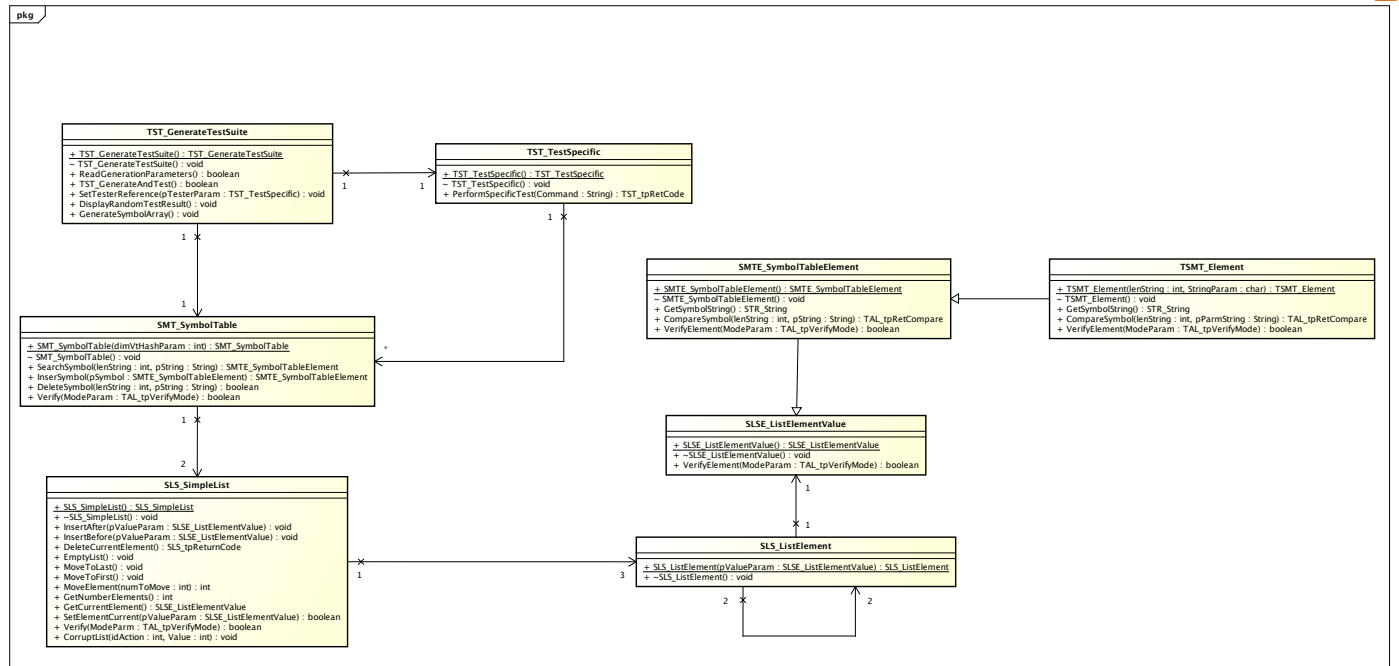 pkg
TST_GenerateTestSuite
+ TST_GenerateTestSuite() : TST_GenerateTestSuite
~ TST_GenerateTestSuite() : void
+ ReadGenerationParameters() : boolean
+ TST_GenerateAndTest() : boolean
+ SetTesterReference(pTesterParam : TST_TestSpecific) : void
+ DisplayRandomTestResult() : void
+ GenerateSymbolArray() : void
1
1
TST_TestSpecific
+ TST_TestSpecific() : TST_TestSpecific
~ TST_TestSpecific() : void
+ PerformSpecificTest(Command : String) : TST_tpRetCode
1
1
1
*
SMT_SymbolTable
+ SMT_SymbolTable(dimVtHashParam : int) : SMT_SymbolTable
~ SMT_SymbolTable() : void
+ SearchSymbol(lenString : int, pString : String) : SMTE_SymbolTableElement
+ InserSymbol(pSymbol : SMTE_SymbolTableElement) : SMTE_SymbolTableElement
+ DeleteSymbol(lenString : int, pString : String) : boolean
+ Verify(ModeParam : TAL_tpVerifyMode) : boolean
1
2
SMTE_SymbolTableElement
+ SMTE_SymbolTableElement() : SMTE_SymbolTableElement
~ SMTE_SymbolTableElement() : void
+ GetSymbolString() : STR_String
+ CompareSymbol(lenString : int, pString : String) : TAL_tpRetCompare
+ VerifyElement(ModeParam : TAL_tpVerifyMode) : boolean
TSMT_Element
+ TSMT_Element(lenString : int, StringParam : char) : TSMT_Element
~ TSMT_Element() : void
+ GetSymbolString() : STR_String
+ CompareSymbol(lenString : int, pParmString : String) : TAL_tpRetCompare
+ VerifyElement(ModeParam : TAL_tpVerifyMode) : boolean
SLSE_ListElementValue
+ SLSE_ListElementValue() : SLSE_ListElementValue
+ ~SLSE_ListElementValue() : void
+ VerifyElement(ModeParam : TAL_tpVerifyMode) : boolean
1
1
SLS_SimpleList
+ SLS_SimpleList() : SLS_SimpleList
+ ~SLS_SimpleList() : void
+ InsertAfter(pValueParam : SLSE_ListElementValue) : void
+ InsertBefore(pValueParam : SLSE_ListElementValue) : void
+ DeleteCurrentElement() : SLS_tpReturnCode
+ EmptyList() : void
+ MoveToLast() : void
+ MoveToFirst() : void
+ MoveElement(numToMove : int) : int
+ GetNumberElements() : int
+ GetCurrentElement() : SLSE_ListElementValue
+ SetElementCurrent(pValueParam : SLSE_ListElementValue) : boolean
+ Verify(ModeParm : TAL_tpVerifyMode) : boolean
+ CorruptList(idAction : int, Value : int) : void
1
3
SLS_ListElement
+ SLS_ListElement(pValueParam : SLSE_ListElementValue) : SLS_ListElement
+ ~SLS_ListElement() : void
2
2